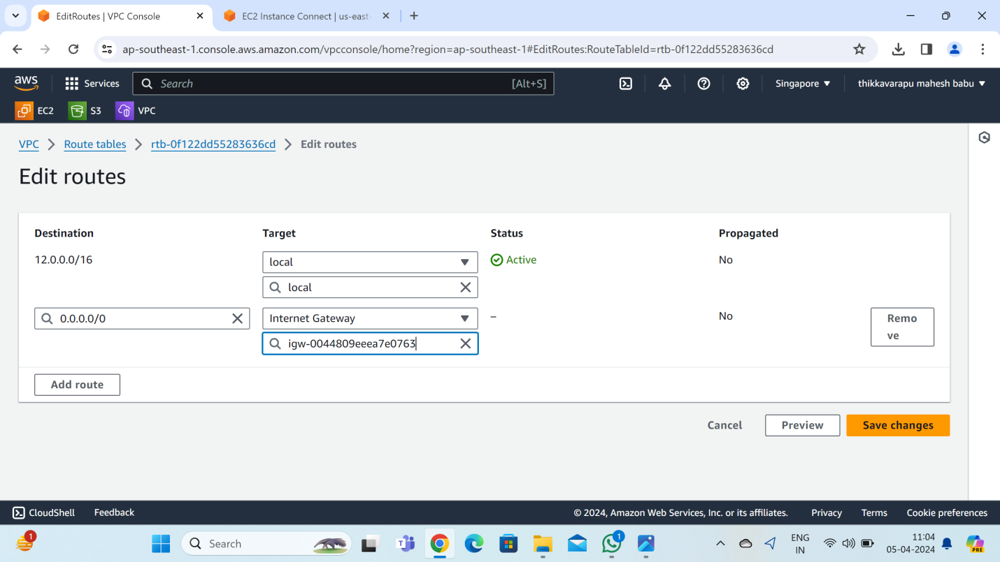 EditRoutes | VPC Console
EC2 Instance Connect | us-east-
ap-southeast-1.console.aws.amazon.com/vpcconsole/home?region=ap-southeast-1#EditRoutes:RouteTableId=rtb-0f122dd55283636cd
aws Services Search [Alt+S] Singapore thikkavarapu mahesh babu
EC2 S3 VPC
VPC Route tables rtb-0f122dd55283636cd Edit routes
Edit routes
Destination Target Status Propagated
12.0.0.0/16 local Active No
local
0.0.0.0/0 Internet Gateway – No Remo
ve
igw-0044809eeea7e0763
Add route
Cancel Preview Save changes
CloudShell Feedback © 2024, Amazon Web Services, Inc. or its affiliates. Privacy Terms Cookie preferences
1 Search 1 ENG 11:04
IN 05-04-2024 PRE